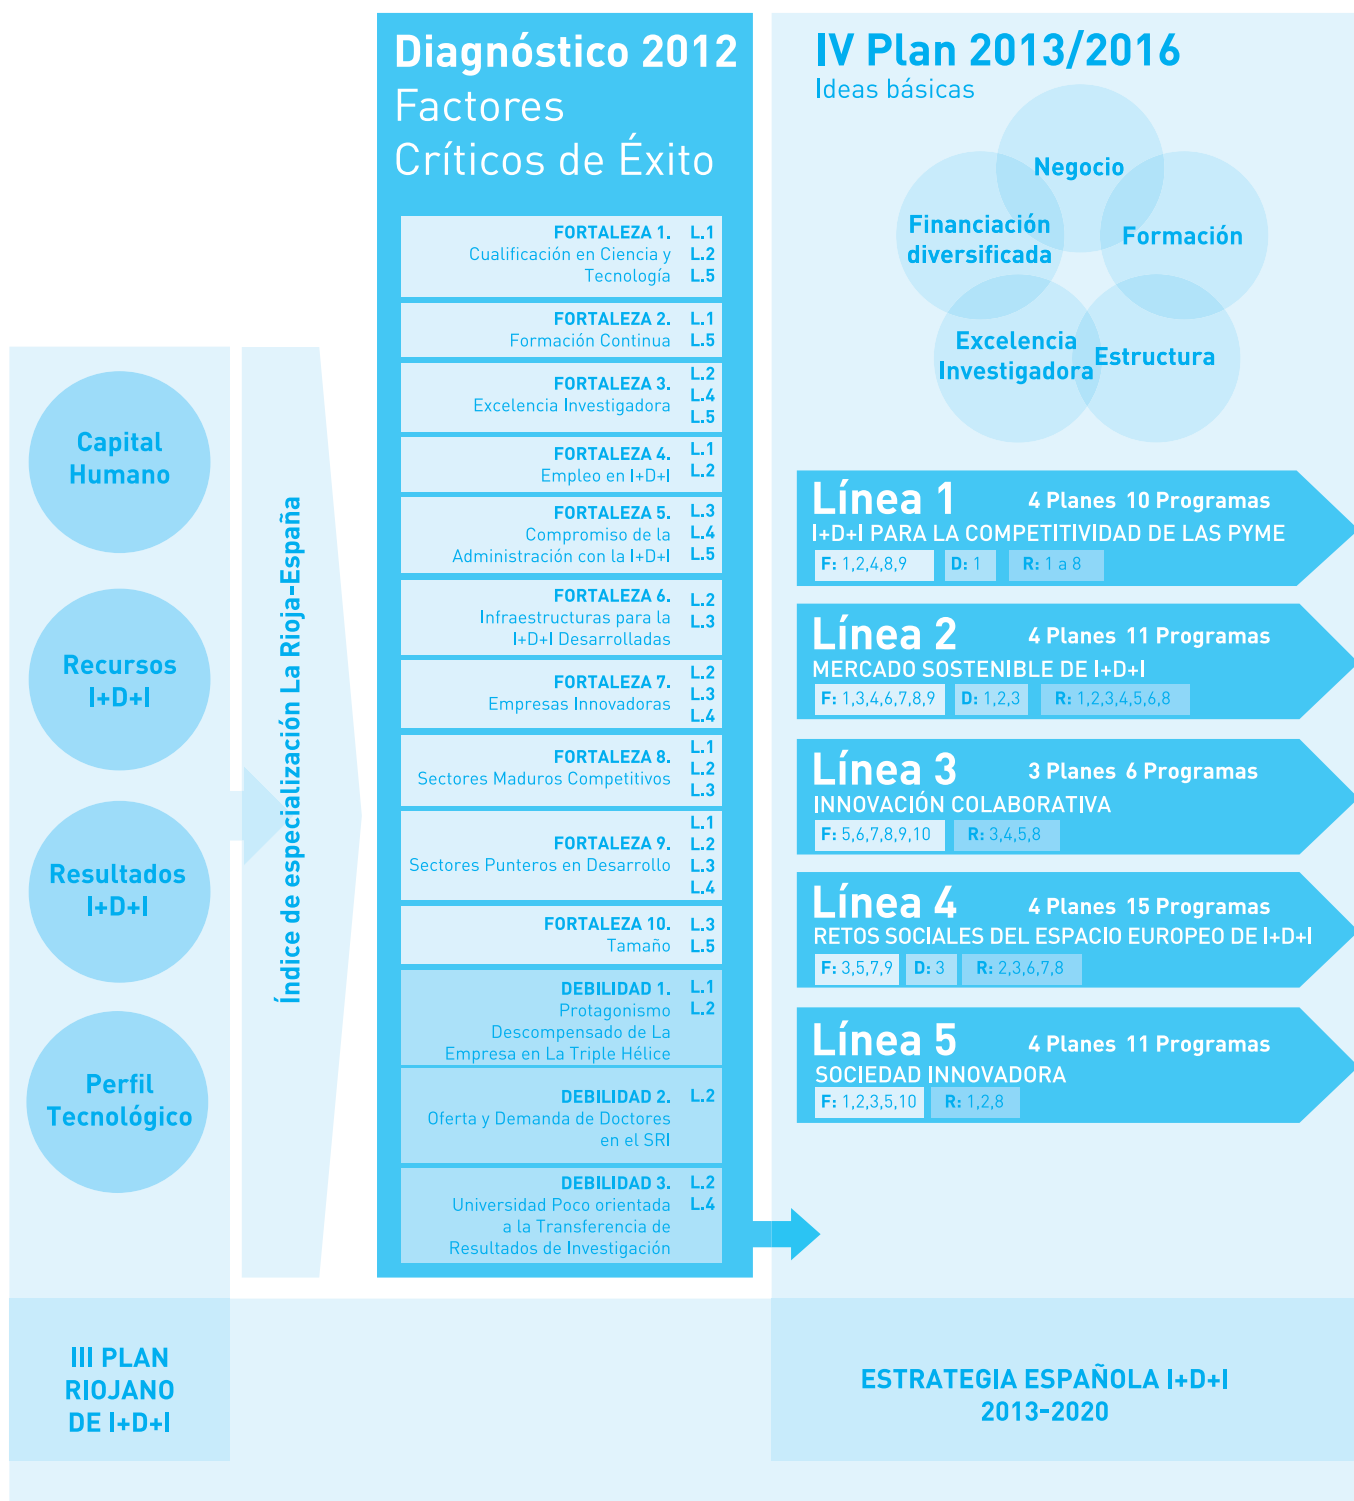 Capital
Humano
Recursos
I+D+I
Resultados
I+D+I
Perfil
Tecnológico
III PLAN
RIOJANO
DE I+D+I
Índice de especialización La Rioja-España
Diagnóstico 2012
Factores
Críticos de Éxito
FORTALEZA 1. L.1
Cualificación en Ciencia y L.2
Tecnología L.5
FORTALEZA 2. L.1
Formación Continua L.5
L.2
FORTALEZA 3.
Excelencia Investigadora L.4
L.5
FORTALEZA 4. L.1
Empleo en I+D+I L.2
FORTALEZA 5. L.3
Compromiso de la L.4
Administración con la I+D+I L.5
FORTALEZA 6. L.2
Infraestructuras para la L.3
I+D+I Desarrolladas
L.2
FORTALEZA 7.
L.3
Empresas Innovadoras
L.4
L.1
FORTALEZA 8.
L.2
Sectores Maduros Competitivos
L.3
L.1
FORTALEZA 9. L.2
Sectores Punteros en Desarrollo L.3
L.4
FORTALEZA 10. L.3
Tamaño L.5
DEBILIDAD 1. L.1
Protagonismo L.2
Descompensado de La
Empresa en La Triple Hélice
DEBILIDAD 2. L.2
Oferta y Demanda de Doctores
en el SRI
DEBILIDAD 3. L.2
Universidad Poco orientada L.4
a la Transferencia de
Resultados de Investigación
IV Plan 2013/2016
Ideas básicas
Negocio
Financiación
diversificada
Formación
Excelencia
Investigadora
Estructura
Línea 1 4 Planes 10 Programas
I+D+I PARA LA COMPETITIVIDAD DE LAS PYME
F: 1,2,4,8,9 D: 1 R: 1 a 8
Línea 2 4 Planes 11 Programas
MERCADO SOSTENIBLE DE I+D+I
F: 1,3,4,6,7,8,9 D: 1,2,3 R: 1,2,3,4,5,6,8
Línea 3 3 Planes 6 Programas
INNOVACIÓN COLABORATIVA
F: 5,6,7,8,9,10 R: 3,4,5,8
Línea 4 4 Planes 15 Programas
RETOS SOCIALES DEL ESPACIO EUROPEO DE I+D+I
F: 3,5,7,9 D: 3 R: 2,3,6,7,8
Línea 5 4 Planes 11 Programas
SOCIEDAD INNOVADORA
F: 1,2,3,5,10 R: 1,2,8
ESTRATEGIA ESPAÑOLA I+D+I
2013-2020